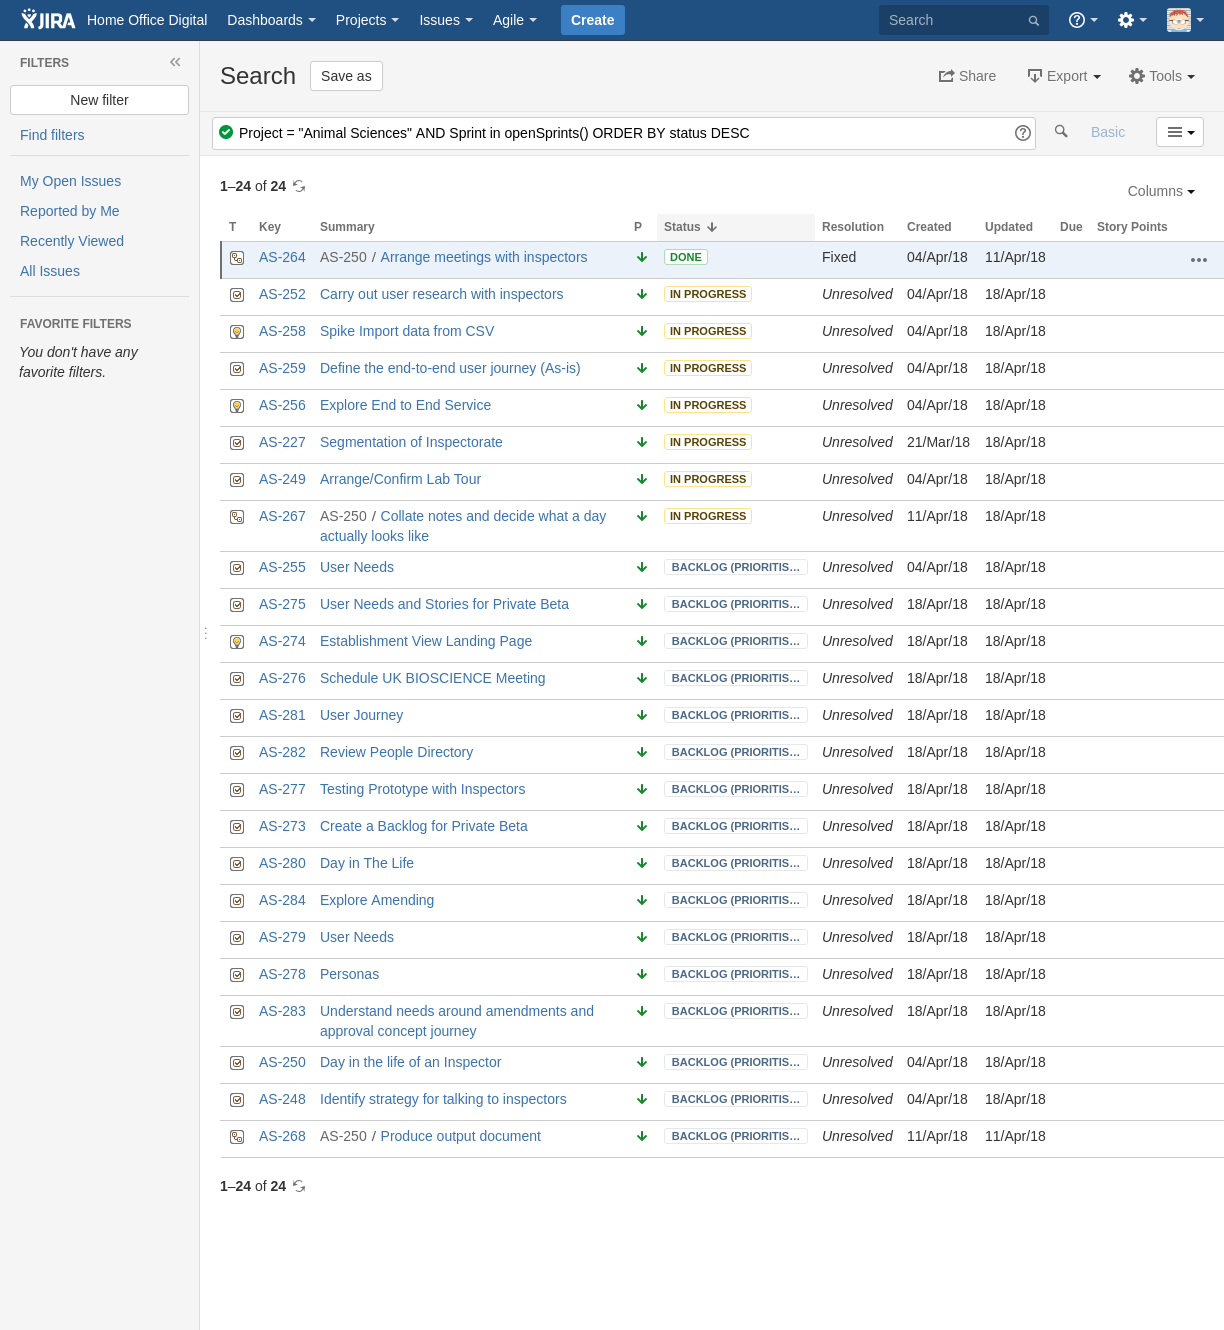 JIRA Home Office Digital Dashboards Projects Issues Agile Create Search
FILTERS
New filter
Find filters
My Open Issues
Reported by Me
Recently Viewed
All Issues
FAVORITE FILTERS
You don't have any
favorite filters.
Search Save as Share Export Tools
Project = "Animal Sciences" AND Sprint in openSprints() ORDER BY status DESC Basic
1–24 of 24
Columns
T Key Summary P Status Resolution Created Updated Due Story Points
AS-264 AS-250 / Arrange meetings with inspectors DONE Fixed 04/Apr/18 11/Apr/18
AS-252 Carry out user research with inspectors IN PROGRESS Unresolved 04/Apr/18 18/Apr/18
AS-258 Spike Import data from CSV IN PROGRESS Unresolved 04/Apr/18 18/Apr/18
AS-259 Define the end-to-end user journey (As-is) IN PROGRESS Unresolved 04/Apr/18 18/Apr/18
AS-256 Explore End to End Service IN PROGRESS Unresolved 04/Apr/18 18/Apr/18
AS-227 Segmentation of Inspectorate IN PROGRESS Unresolved 21/Mar/18 18/Apr/18
AS-249 Arrange/Confirm Lab Tour IN PROGRESS Unresolved 04/Apr/18 18/Apr/18
AS-267 AS-250 / Collate notes and decide what a day IN PROGRESS Unresolved 11/Apr/18 18/Apr/18
actually looks like
AS-255 User Needs BACKLOG (PRIORITIS… Unresolved 04/Apr/18 18/Apr/18
AS-275 User Needs and Stories for Private Beta BACKLOG (PRIORITIS… Unresolved 18/Apr/18 18/Apr/18
AS-274 Establishment View Landing Page BACKLOG (PRIORITIS… Unresolved 18/Apr/18 18/Apr/18
AS-276 Schedule UK BIOSCIENCE Meeting BACKLOG (PRIORITIS… Unresolved 18/Apr/18 18/Apr/18
AS-281 User Journey BACKLOG (PRIORITIS… Unresolved 18/Apr/18 18/Apr/18
AS-282 Review People Directory BACKLOG (PRIORITIS… Unresolved 18/Apr/18 18/Apr/18
AS-277 Testing Prototype with Inspectors BACKLOG (PRIORITIS… Unresolved 18/Apr/18 18/Apr/18
AS-273 Create a Backlog for Private Beta BACKLOG (PRIORITIS… Unresolved 18/Apr/18 18/Apr/18
AS-280 Day in The Life BACKLOG (PRIORITIS… Unresolved 18/Apr/18 18/Apr/18
AS-284 Explore Amending BACKLOG (PRIORITIS… Unresolved 18/Apr/18 18/Apr/18
AS-279 User Needs BACKLOG (PRIORITIS… Unresolved 18/Apr/18 18/Apr/18
AS-278 Personas BACKLOG (PRIORITIS… Unresolved 18/Apr/18 18/Apr/18
AS-283 Understand needs around amendments and BACKLOG (PRIORITIS… Unresolved 18/Apr/18 18/Apr/18
approval concept journey
AS-250 Day in the life of an Inspector BACKLOG (PRIORITIS… Unresolved 04/Apr/18 18/Apr/18
AS-248 Identify strategy for talking to inspectors BACKLOG (PRIORITIS… Unresolved 04/Apr/18 18/Apr/18
AS-268 AS-250 / Produce output document BACKLOG (PRIORITIS… Unresolved 11/Apr/18 11/Apr/18
1–24 of 24